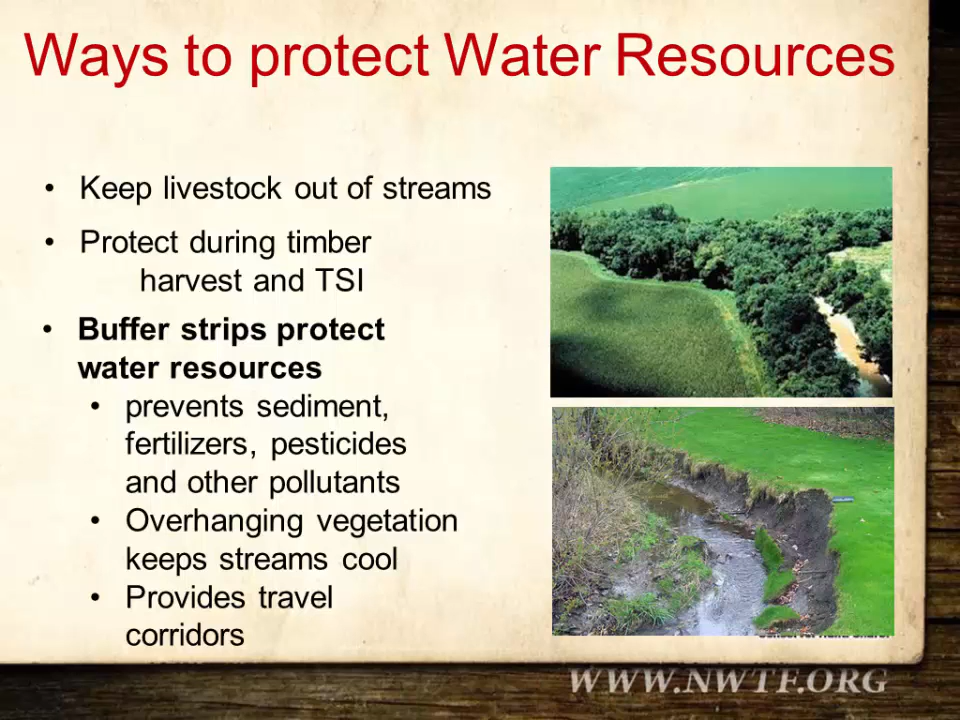 Ways to protect Water Resources
• Keep livestock out of streams
• Protect during timber
harvest and TSI
• Buffer strips protect
water resources
• prevents sediment,
fertilizers, pesticides
and other pollutants
• Overhanging vegetation
keeps streams cool
• Provides travel
corridors
WWW.NWTF.ORG